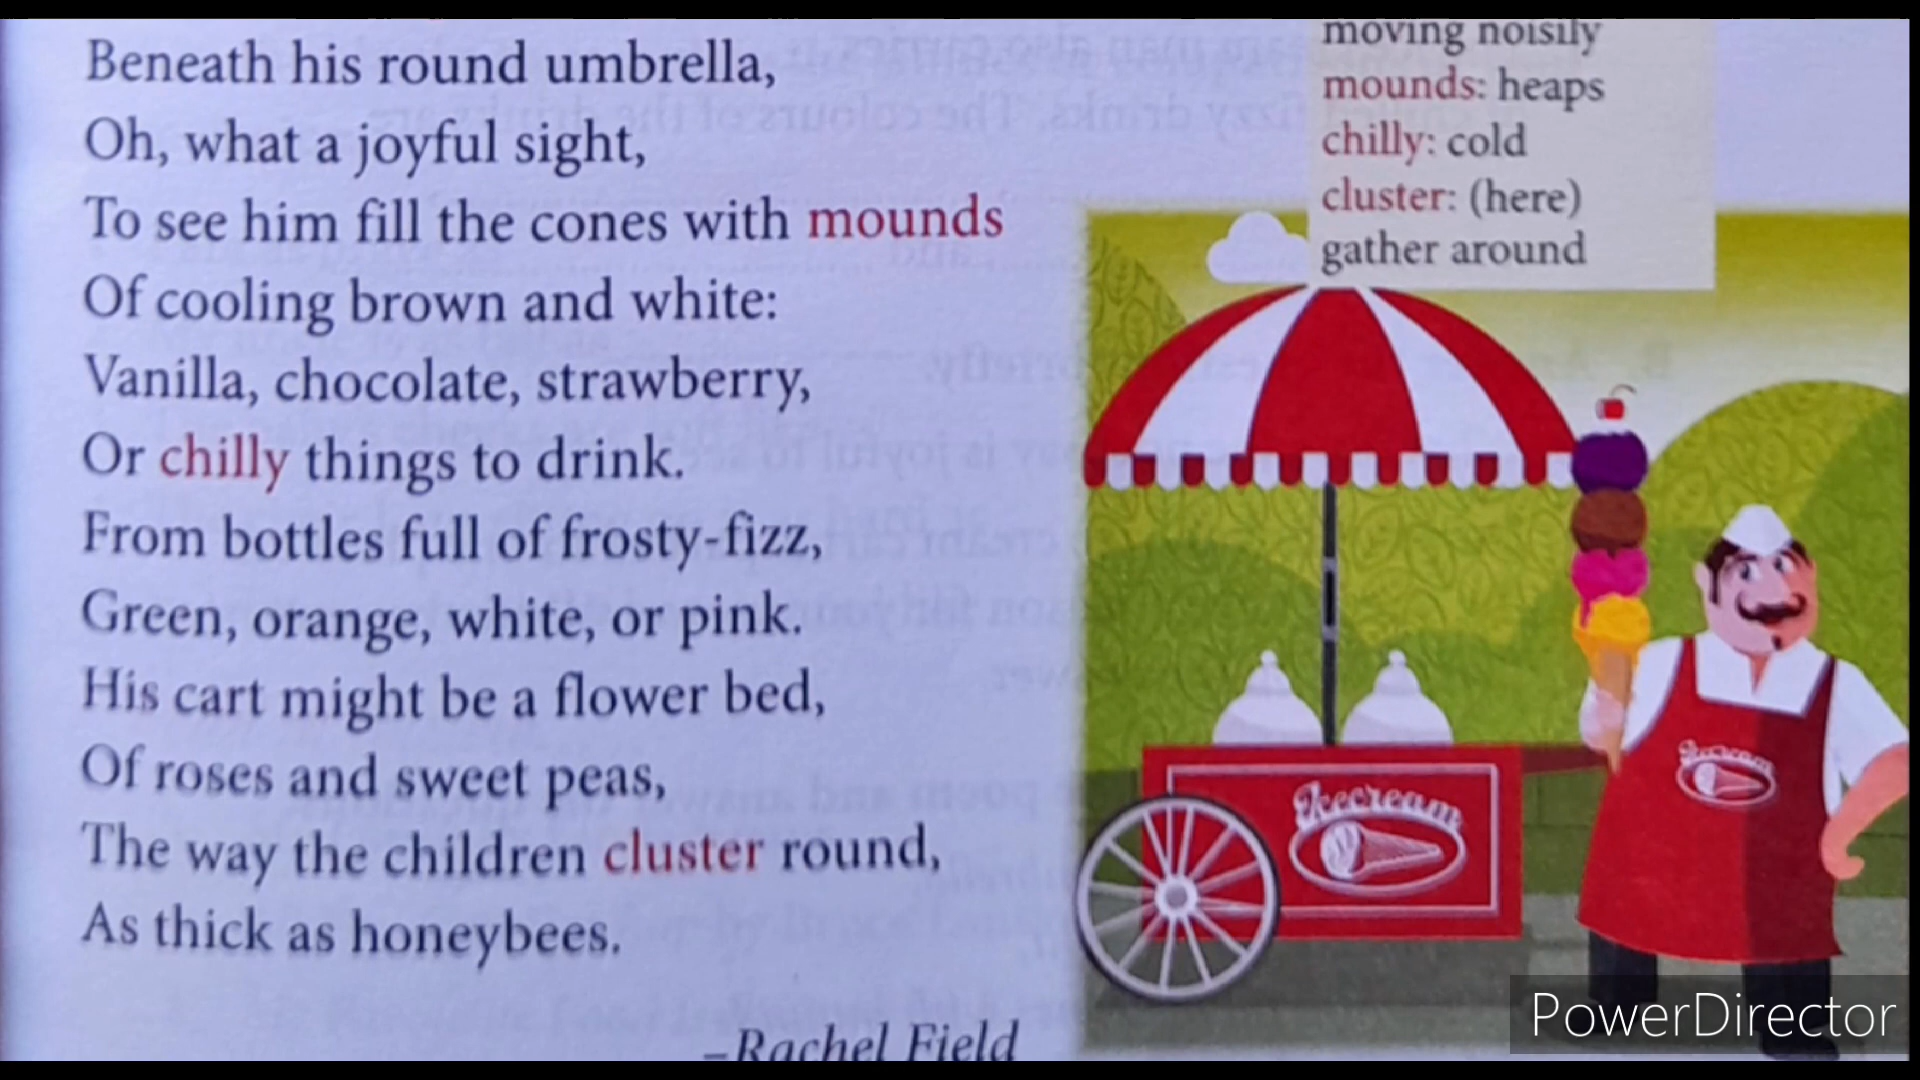 Beneath his round umbrella,
Oh, what a joyful sight,
To see him fill the cones with mounds
Of cooling brown and white:
Vanilla, chocolate, strawberry,
Or chilly things to drink.
From bottles full of frosty-fizz,
Green, orange, white, or pink.
His cart might be a flower bed,
Of roses and sweet peas,
The way the children cluster round,
As thick as honeybees.
–Rachel Field
moving noisily
mounds: heaps
chilly: cold
cluster: (here)
gather around
Icecream
Icecream
PowerDirector